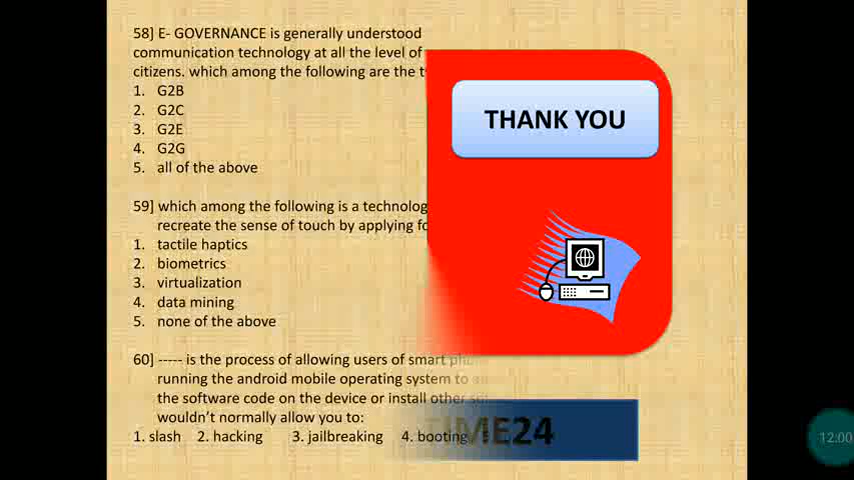 58] E- GOVERNANCE is generally understood
communication technology at all the level of
citizens. which among the following are the
1. G2B
2. G2C
3. G2E
4. G2G
5. all of the above
59] which among the following is a
recreate the sense of touch by applying
1. tactile haptics
2. biometrics
3. virtualization
4. data mining
5. none of the above
60] ----- is the process of allowing users of smart
running the android mobile operating system to
the software code on the device or install other
wouldn't normally allow you to:
1. slash 2. hacking 3. jailbreaking 4. booting
THANK YOU
TIME24
12:00